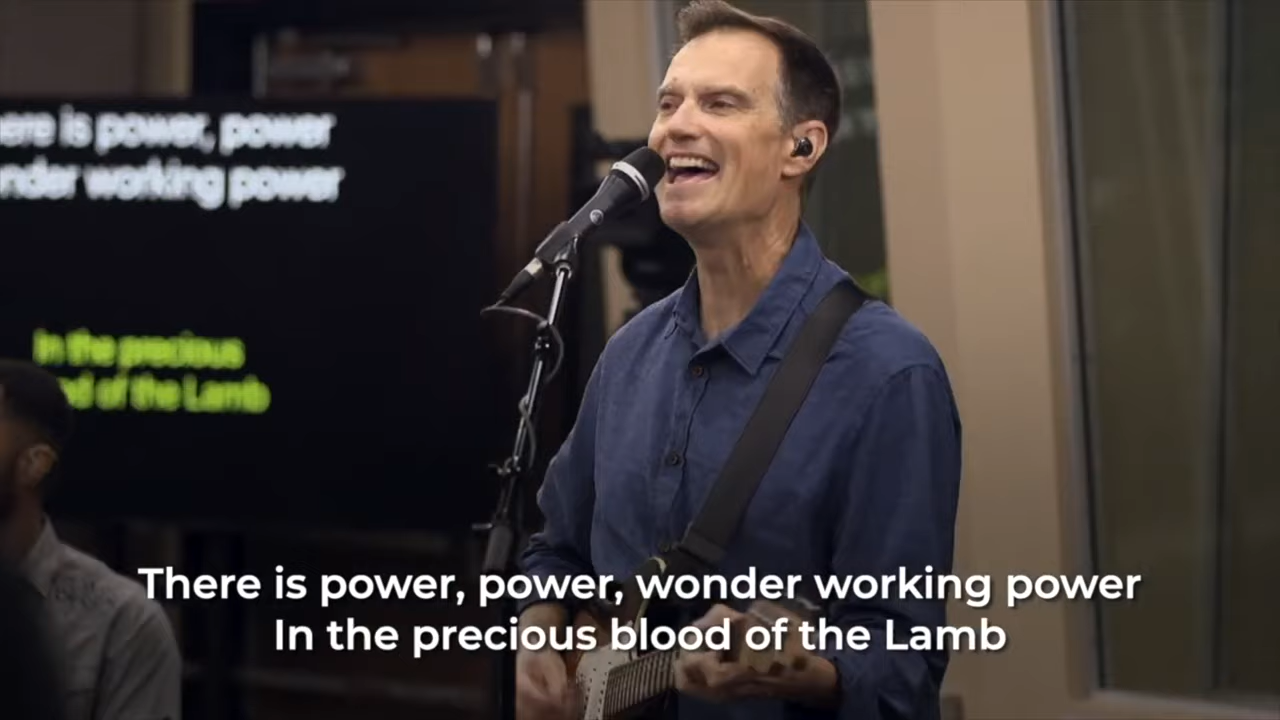 ere is power, power
nder working power
In the precious
od of the Lamb
There is power, power, wonder working power
In the precious blood of the Lamb